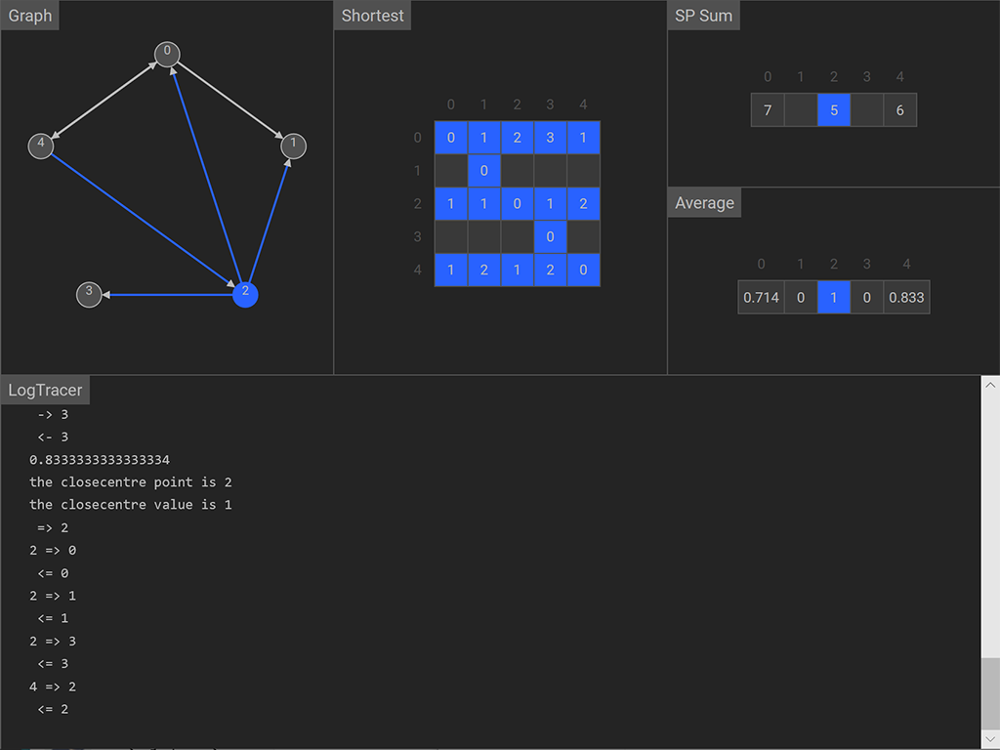 Graph
0
4
1
3
2
Shortest
0 1 2 3 4
0 0 1 2 3 1
1 0
2 1 1 0 1 2
3 0
4 1 2 1 2 0
SP Sum
0 1 2 3 4
7 5 6
Average
0 1 2 3 4
0.714 0 1 0 0.833
LogTracer
-> 3
<- 3
0.8333333333333334
the closecentre point is 2
the closecentre value is 1
=> 2
2 => 0
<= 0
2 => 1
<= 1
2 => 3
<= 3
4 => 2
<= 2